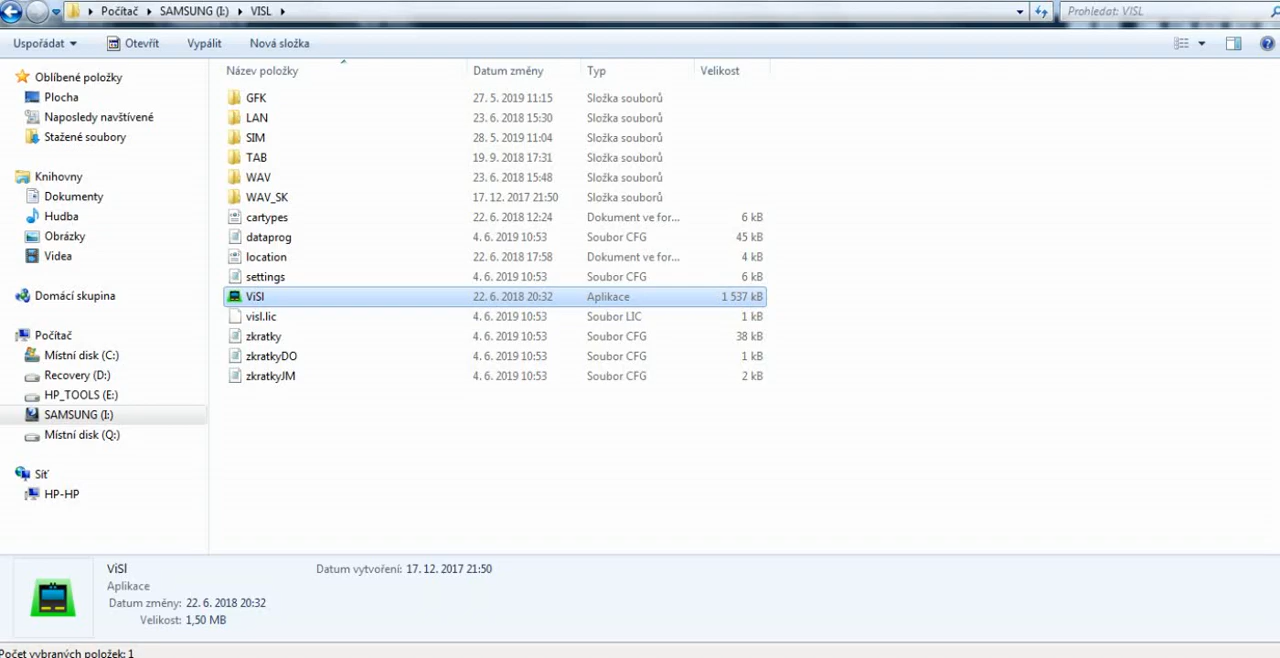 Počítač SAMSUNG (I:) VISL Prohledat: VISL
Uspořádat Otevřít Vypálit Nová složka
Název položky Datum změny Typ Velikost
Oblíbené položky
Plocha
Naposledy navštívené
Stažené soubory
Knihovny
Dokumenty
Hudba
Obrázky
Videa
Domácí skupina
Počítač
Místní disk (C:)
Recovery (D:)
HP_TOOLS (E:)
SAMSUNG (I:)
Místní disk (Q:)
Síť
HP-HP
GFK 27. 5. 2019 11:15 Složka souborů
LAN 23. 6. 2018 15:30 Složka souborů
SIM 28. 5. 2019 11:04 Složka souborů
TAB 19. 9. 2018 17:31 Složka souborů
WAV 23. 6. 2018 15:48 Složka souborů
WAV_SK 17. 12. 2017 21:50 Složka souborů
cartypes 22. 6. 2018 12:24 Dokument ve for... 6 kB
dataprog 4. 6. 2019 10:53 Soubor CFG 45 kB
location 22. 6. 2018 17:58 Dokument ve for... 4 kB
settings 4. 6. 2019 10:53 Soubor CFG 6 kB
ViSl 22. 6. 2018 20:32 Aplikace 1 537 kB
visl.lic 4. 6. 2019 10:53 Soubor LIC 1 kB
zkratky 4. 6. 2019 10:53 Soubor CFG 38 kB
zkratkyDO 4. 6. 2019 10:53 Soubor CFG 1 kB
zkratkyJM 4. 6. 2019 10:53 Soubor CFG 2 kB
ViSl Datum vytvoření: 17. 12. 2017 21:50
Aplikace
Datum změny: 22. 6. 2018 20:32
Velikost: 1,50 MB
Počet vybraných položek: 1